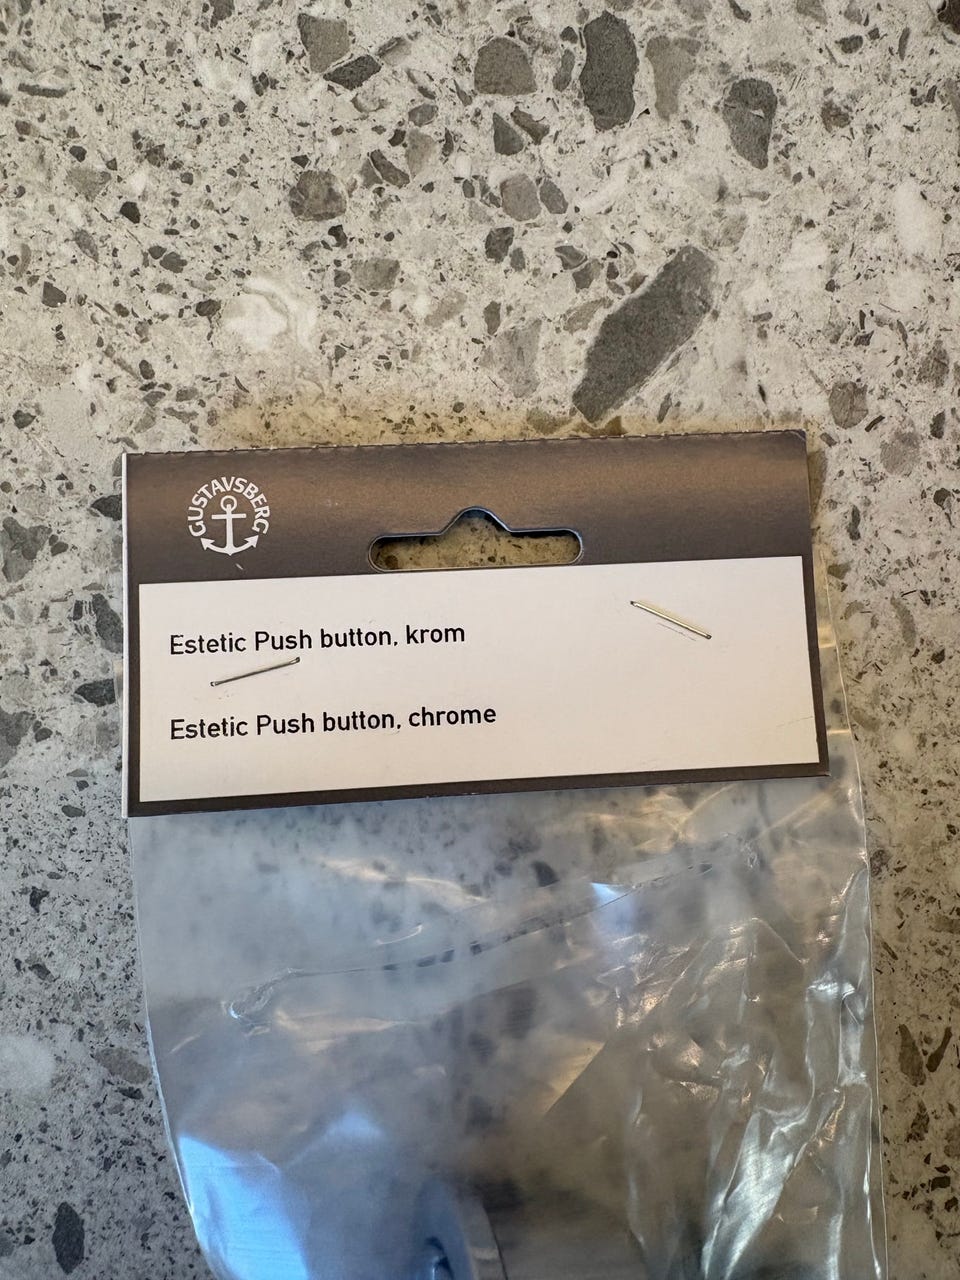 GUSTAVSBERG
Estetic Push button, krom
Estetic Push button, chrome